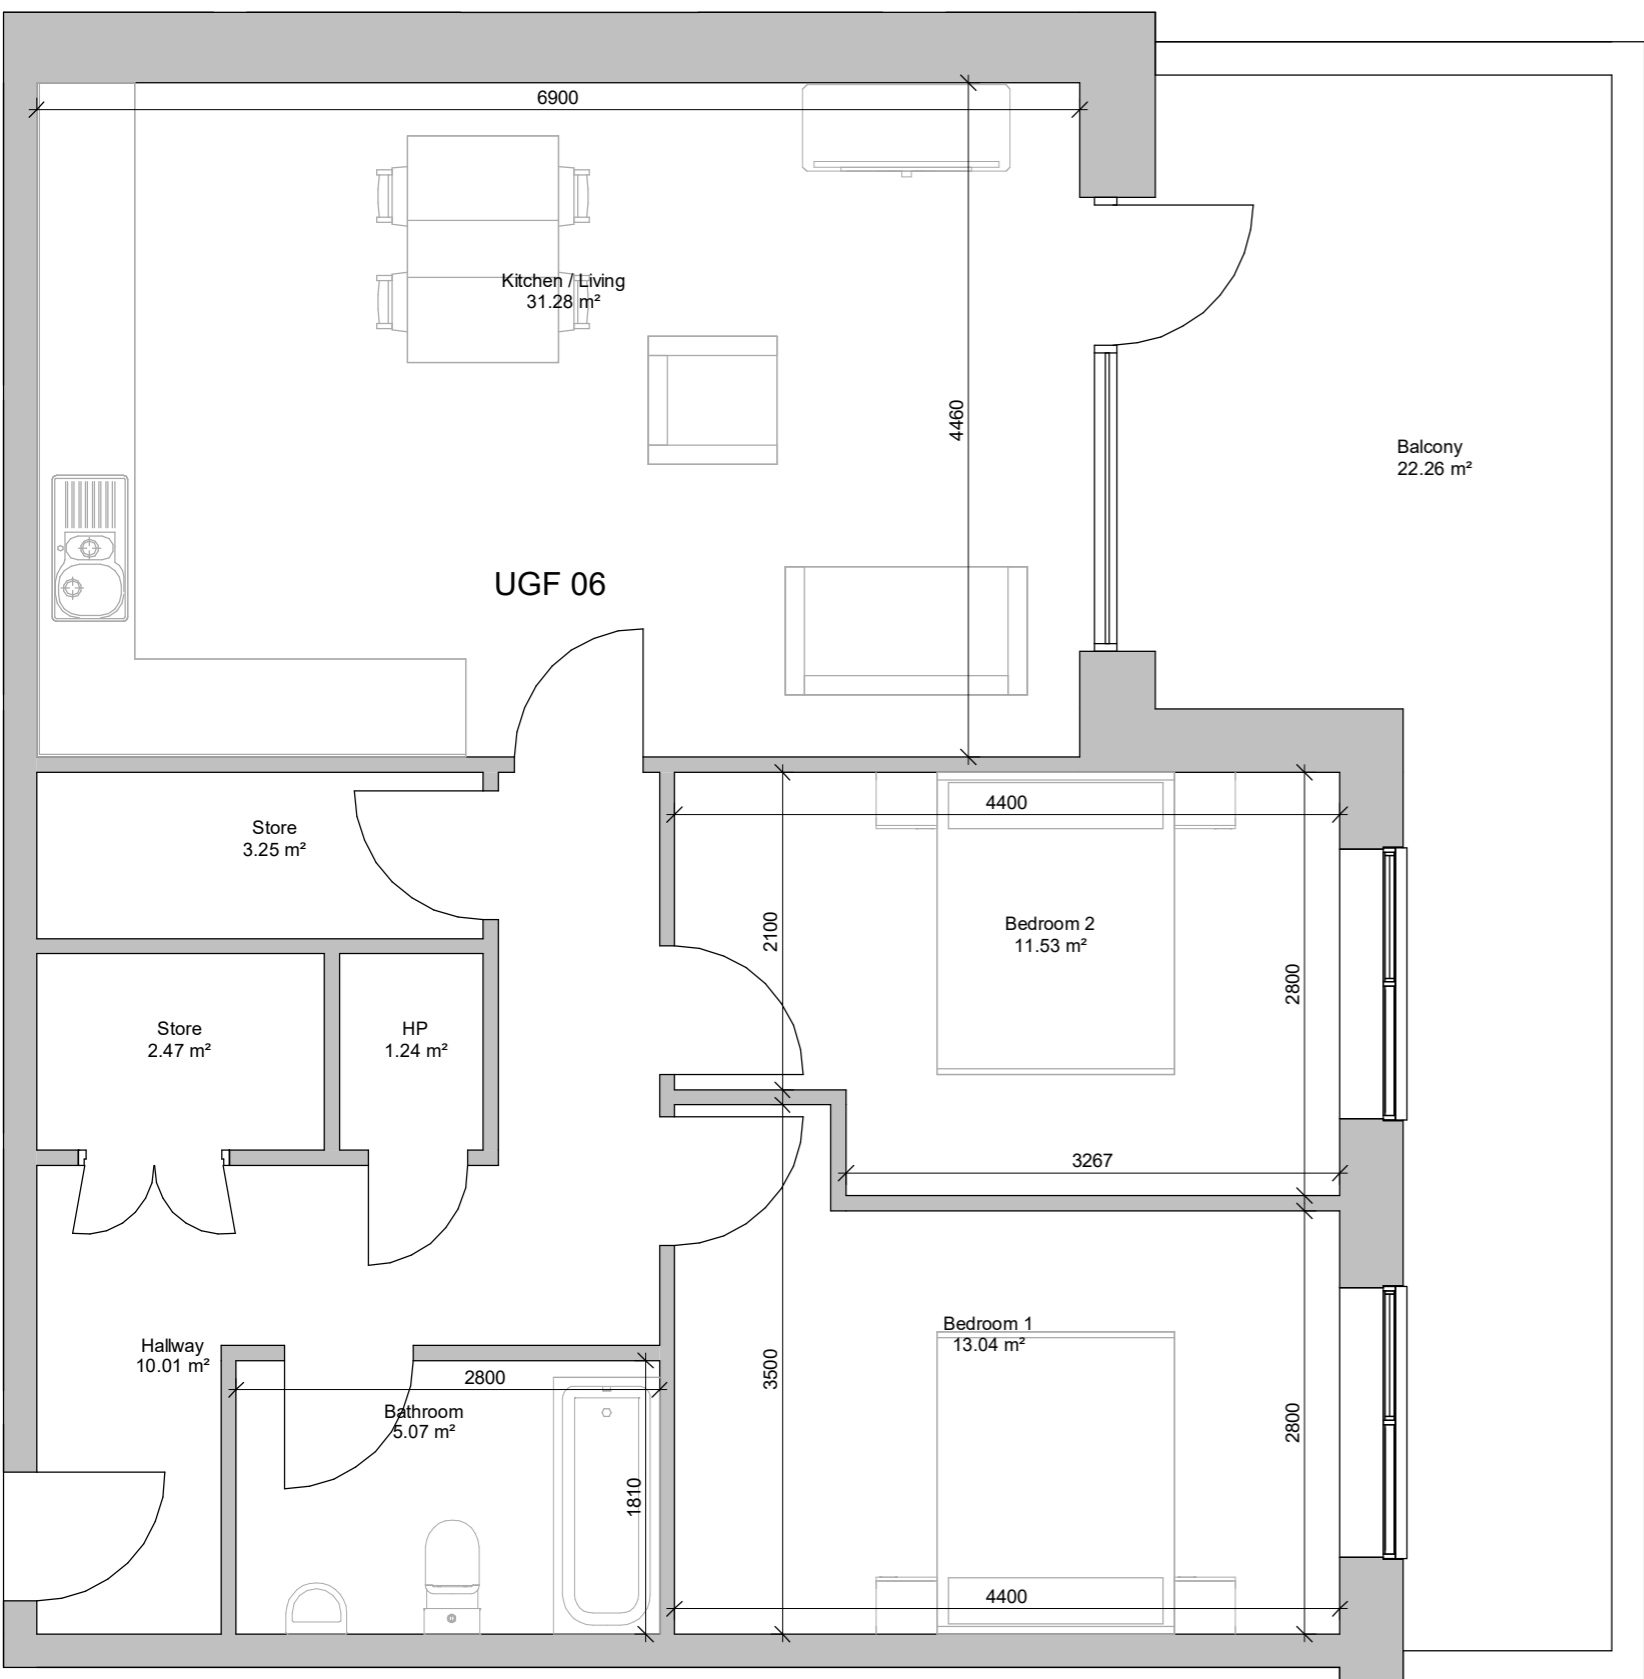 6900
Kitchen / Living
31.28 m²
4460
Balcony
22.26 m²
UGF 06
4400
Store
3.25 m²
2100
Bedroom 2
11.53 m²
2800
Store
2.47 m²
HP
1.24 m²
3267
Hallway
10.01 m²
2800
Bathroom
5.07 m²
1810
Bedroom 1
13.04 m²
3500
2800
4400